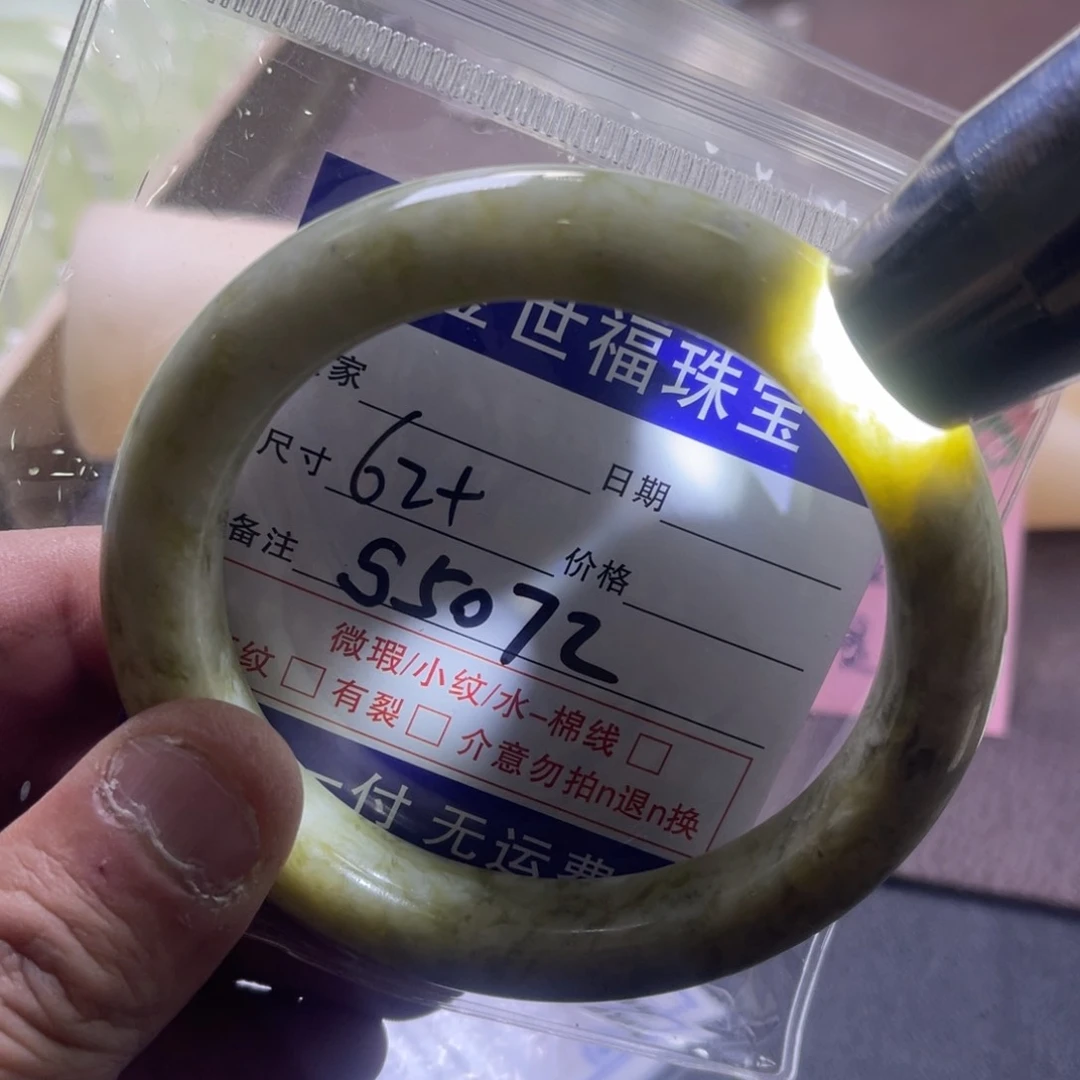 世福珠宝
家
日期
尺寸 62+
价格
备注 S5072
微瑕/小纹/水-棉线 □
纹 □ 有裂 □ 介意勿拍n退n换
一付 无运费